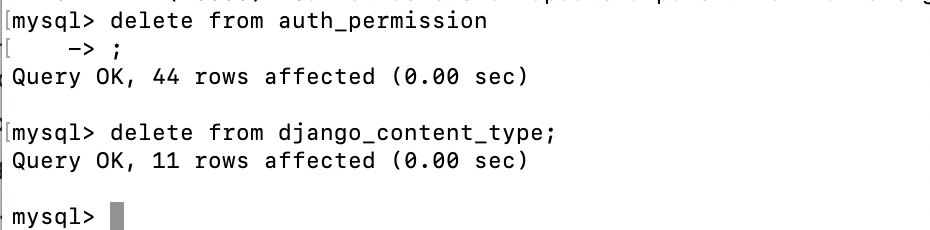 [mysql> delete from auth_permission
[    -> ;
Query OK, 44 rows affected (0.00 sec)
[mysql> delete from django_content_type;
Query OK, 11 rows affected (0.00 sec)
mysql>